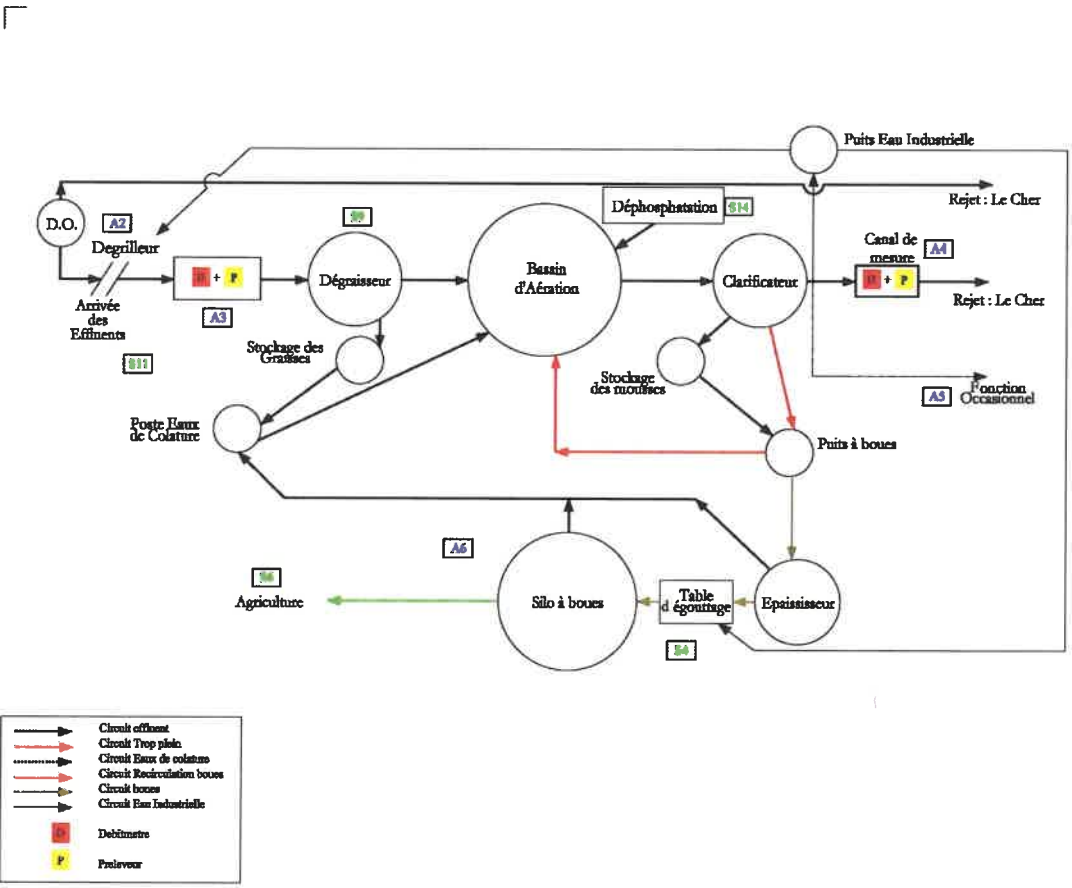 Puits Eau Industrielle
Rejet : Le Cher
D.O.
A2
S9
Déphosphatation
S14
Degrilleur
Canal de
mesure
A4
D + P
Dégraisseur
Bassin
d'Aération
Clarificateur
D + P
Rejet : Le Cher
Arrivée
des
Effluents
A3
S11
Stockage des
Graisses
Stockage
des mousses
A5
Fonction
Occasionnel
Poste Eaux
de Colature
Puits à boues
A6
S6
Agriculture
Silo à boues
Table
d égouttage
Epaississeur
S4
Circuit effluent
Circuit Trop plein
Circuit Eaux de colature
Circuit Recirculation boues
Circuit boues
Circuit Eau Industrielle
D
Debitmetre
P
Preleveur